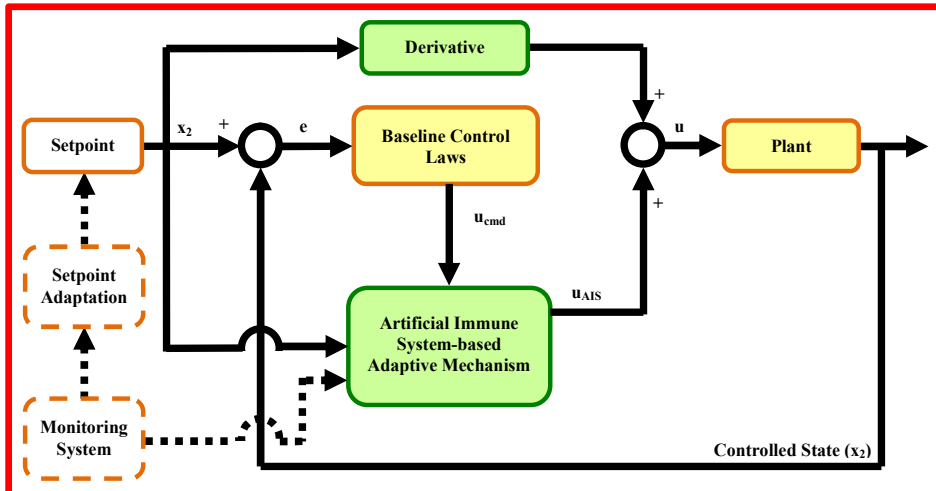 Derivative
x2
+
e
+
u
Setpoint
Baseline Control
Laws
Plant
ucmd
+
Setpoint
Adaptation
uAIS
Artificial Immune
System-based
Adaptive Mechanism
Monitoring
System
Controlled State (x2)